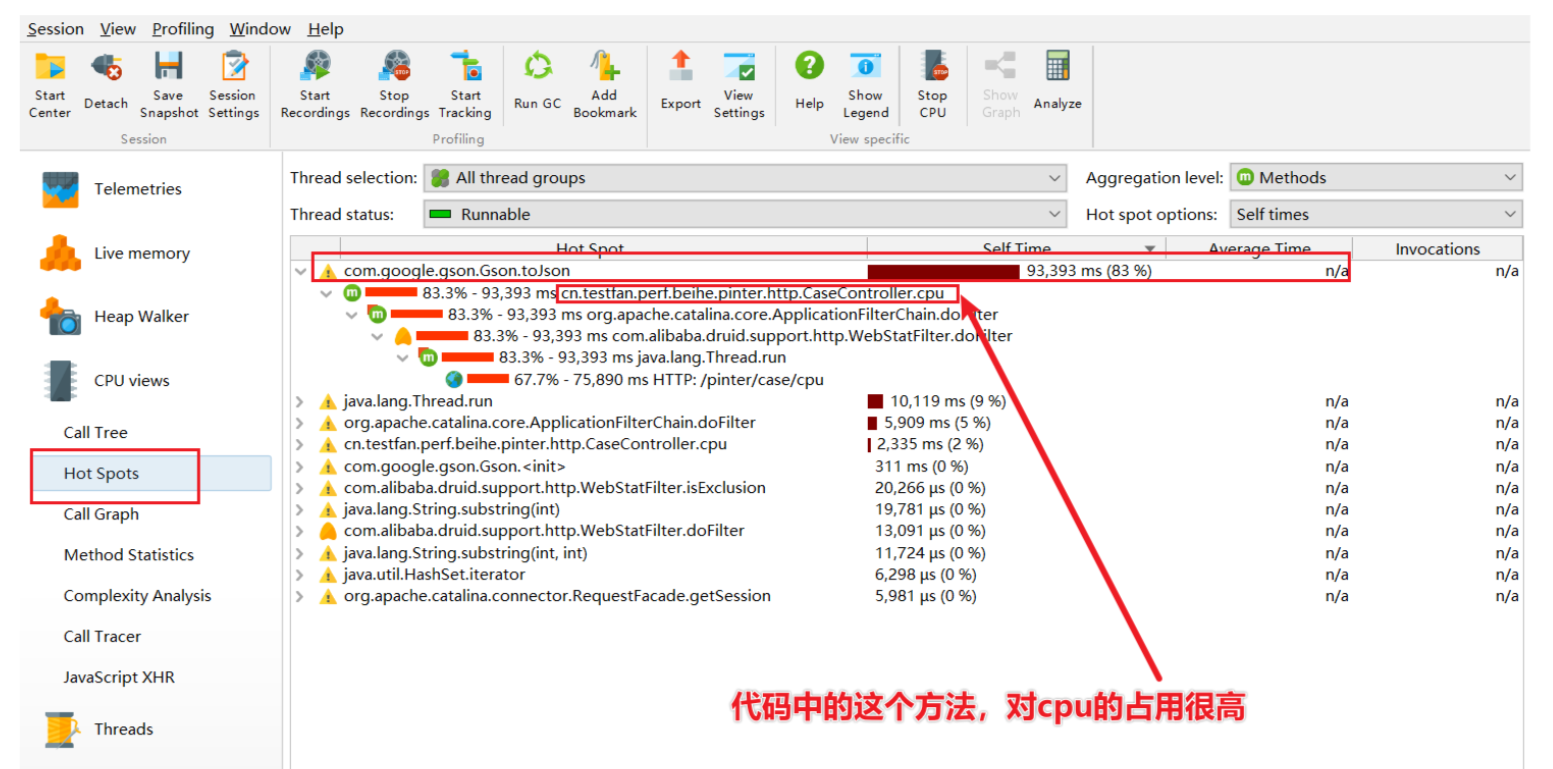 Session View Profiling Window Help
Start Center Detach Save Snapshot Session Settings Start Recordings Stop Recordings Start Tracking Run GC Add Bookmark Export View Settings Help Show Legend Stop CPU Show Graph Analyze
Session Profiling View specific
Telemetries
Live memory
Heap Walker
CPU views
Call Tree
Hot Spots
Call Graph
Method Statistics
Complexity Analysis
Call Tracer
JavaScript XHR
Threads
Thread selection: All thread groups Aggregation level: Methods
Thread status: Runnable Hot spot options: Self times
Hot Spot Self Time Average Time Invocations
com.google.gson.Gson.toJson 93,393 ms (83 %) n/a n/a
83.3% - 93,393 ms cn.testfan.perf.beihe.pinter.http.CaseController.cpu
83.3% - 93,393 ms org.apache.catalina.core.ApplicationFilterChain.doFilter
83.3% - 93,393 ms com.alibaba.druid.support.http.WebStatFilter.doFilter
83.3% - 93,393 ms java.lang.Thread.run
67.7% - 75,890 ms HTTP: /pinter/case/cpu
java.lang.Thread.run 10,119 ms (9 %) n/a n/a
org.apache.catalina.core.ApplicationFilterChain.doFilter 5,909 ms (5 %) n/a n/a
cn.testfan.perf.beihe.pinter.http.CaseController.cpu 2,335 ms (2 %) n/a n/a
com.google.gson.Gson.<init> 311 ms (0 %) n/a n/a
com.alibaba.druid.support.http.WebStatFilter.isExclusion 20,266 µs (0 %) n/a n/a
java.lang.String.substring(int) 19,781 µs (0 %) n/a n/a
com.alibaba.druid.support.http.WebStatFilter.doFilter 13,091 µs (0 %) n/a n/a
java.lang.String.substring(int, int) 11,724 µs (0 %) n/a n/a
java.util.HashSet.iterator 6,298 µs (0 %) n/a n/a
org.apache.catalina.connector.RequestFacade.getSession 5,981 µs (0 %) n/a n/a
代码中的这个方法，对cpu的占用很高